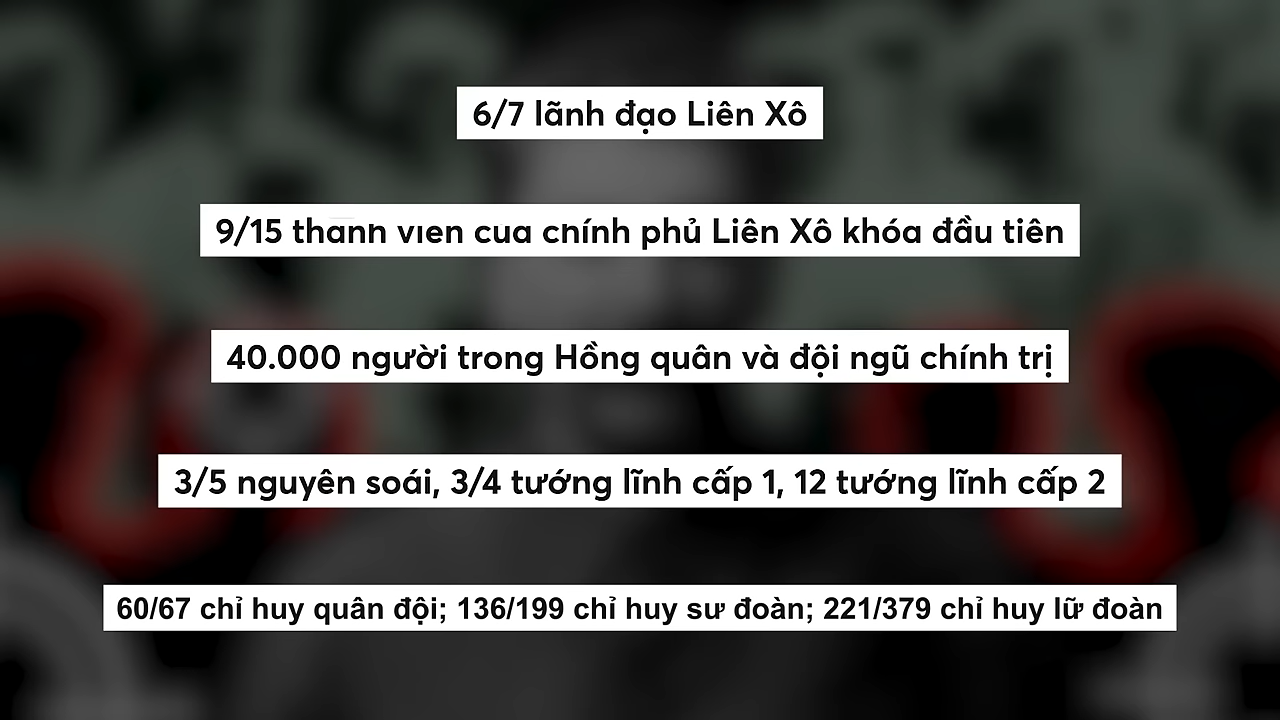 6/7 lãnh đạo Liên Xô
9/15 thành viên của chính phủ Liên Xô khóa đầu tiên
40.000 người trong Hồng quân và đội ngũ chính trị
3/5 nguyên soái, 3/4 tướng lĩnh cấp 1, 12 tướng lĩnh cấp 2
60/67 chỉ huy quân đội; 136/199 chỉ huy sư đoàn; 221/379 chỉ huy lữ đoàn